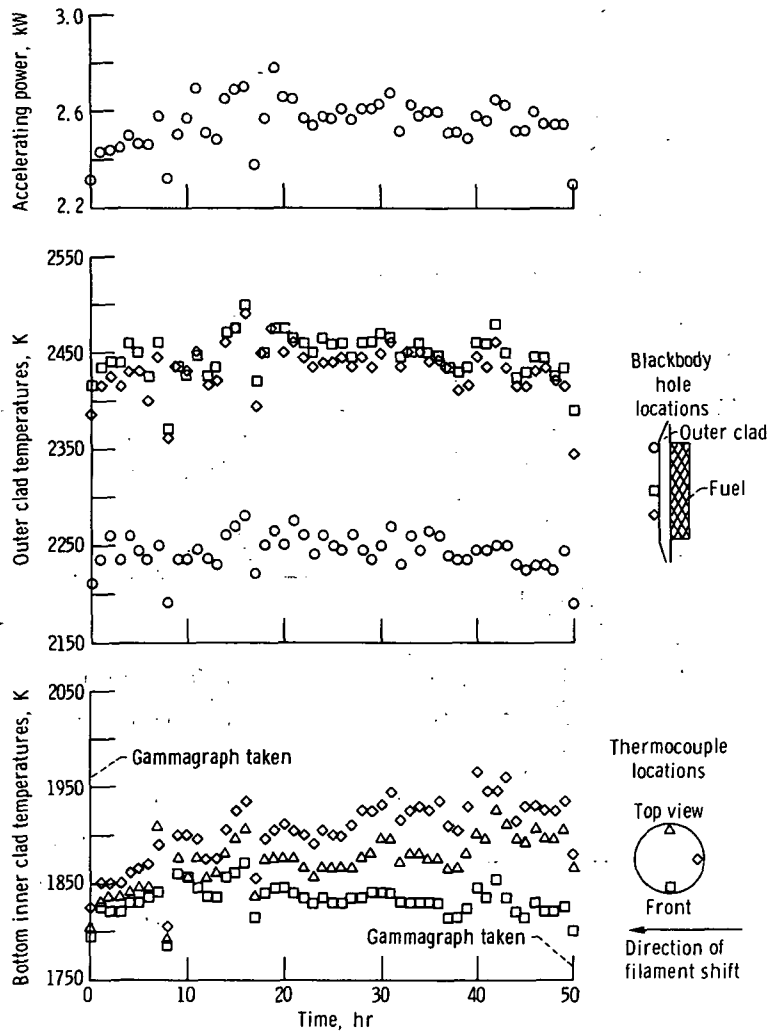 Accelerating power, kW
3.0
2.6
2.2
Outer clad temperatures, K
2550
2450
2350
2250
2150
Blackbody
hole
locations
Outer clad
Fuel
Bottom inner clad temperatures, K
2050
1950
1850
1750
Gammagraph taken
Gammagraph taken
0
10
20
30
40
50
Time, hr
Thermocouple
locations
Top view
Front
Direction of
filament shift